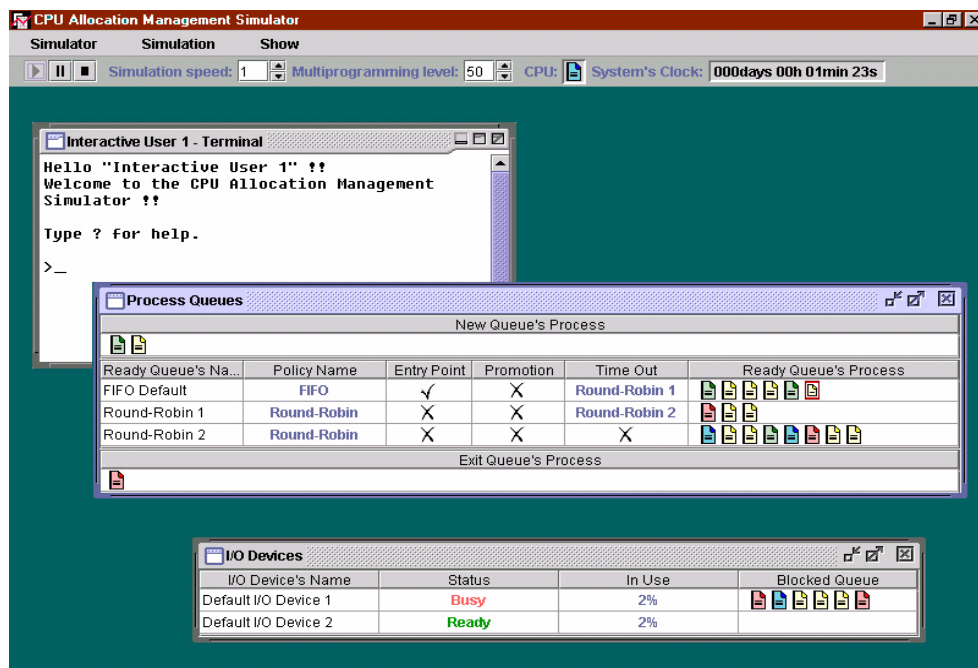 CPU Allocation Management Simulator
Simulator Simulation Show
Simulation speed: 1 Multiprogramming level: 50 CPU: System's Clock: 000days 00h 01min 23s
Interactive User 1 - Terminal
Hello "Interactive User 1" !!
Welcome to the CPU Allocation Management
Simulator !!
Type ? for help.
>_
Process Queues
New Queue's Process
Ready Queue's Na... Policy Name Entry Point Promotion Time Out Ready Queue's Process
FIFO Default FIFO Round-Robin 1
Round-Robin 1 Round-Robin Round-Robin 2
Round-Robin 2 Round-Robin
Exit Queue's Process
I/O Devices
I/O Device's Name Status In Use Blocked Queue
Default I/O Device 1 Busy 2%
Default I/O Device 2 Ready 2%